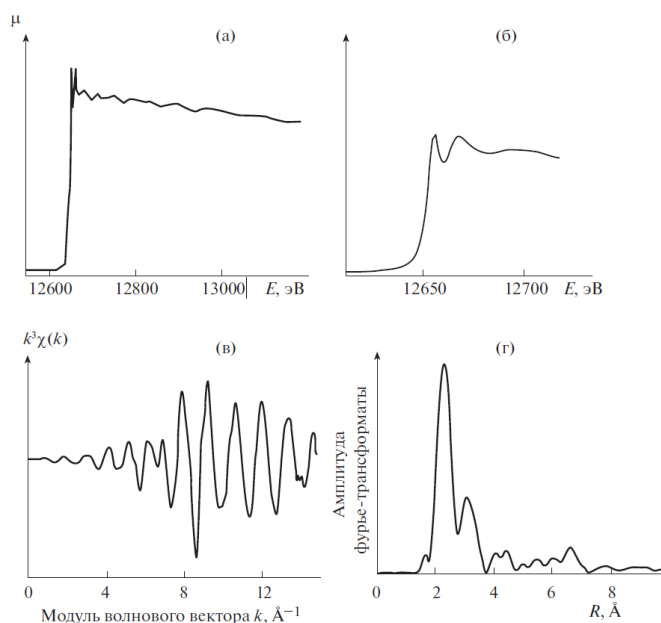 μ
(а)
(б)
12600
12800
13000
E, эВ
12650
12700
E, эВ
k³χ(k)
(в)
(г)
Амплитуда
фурье-трансформаты
0
4
8
12
Модуль волнового вектора k, Å⁻¹
0
2
4
6
8
R, Å